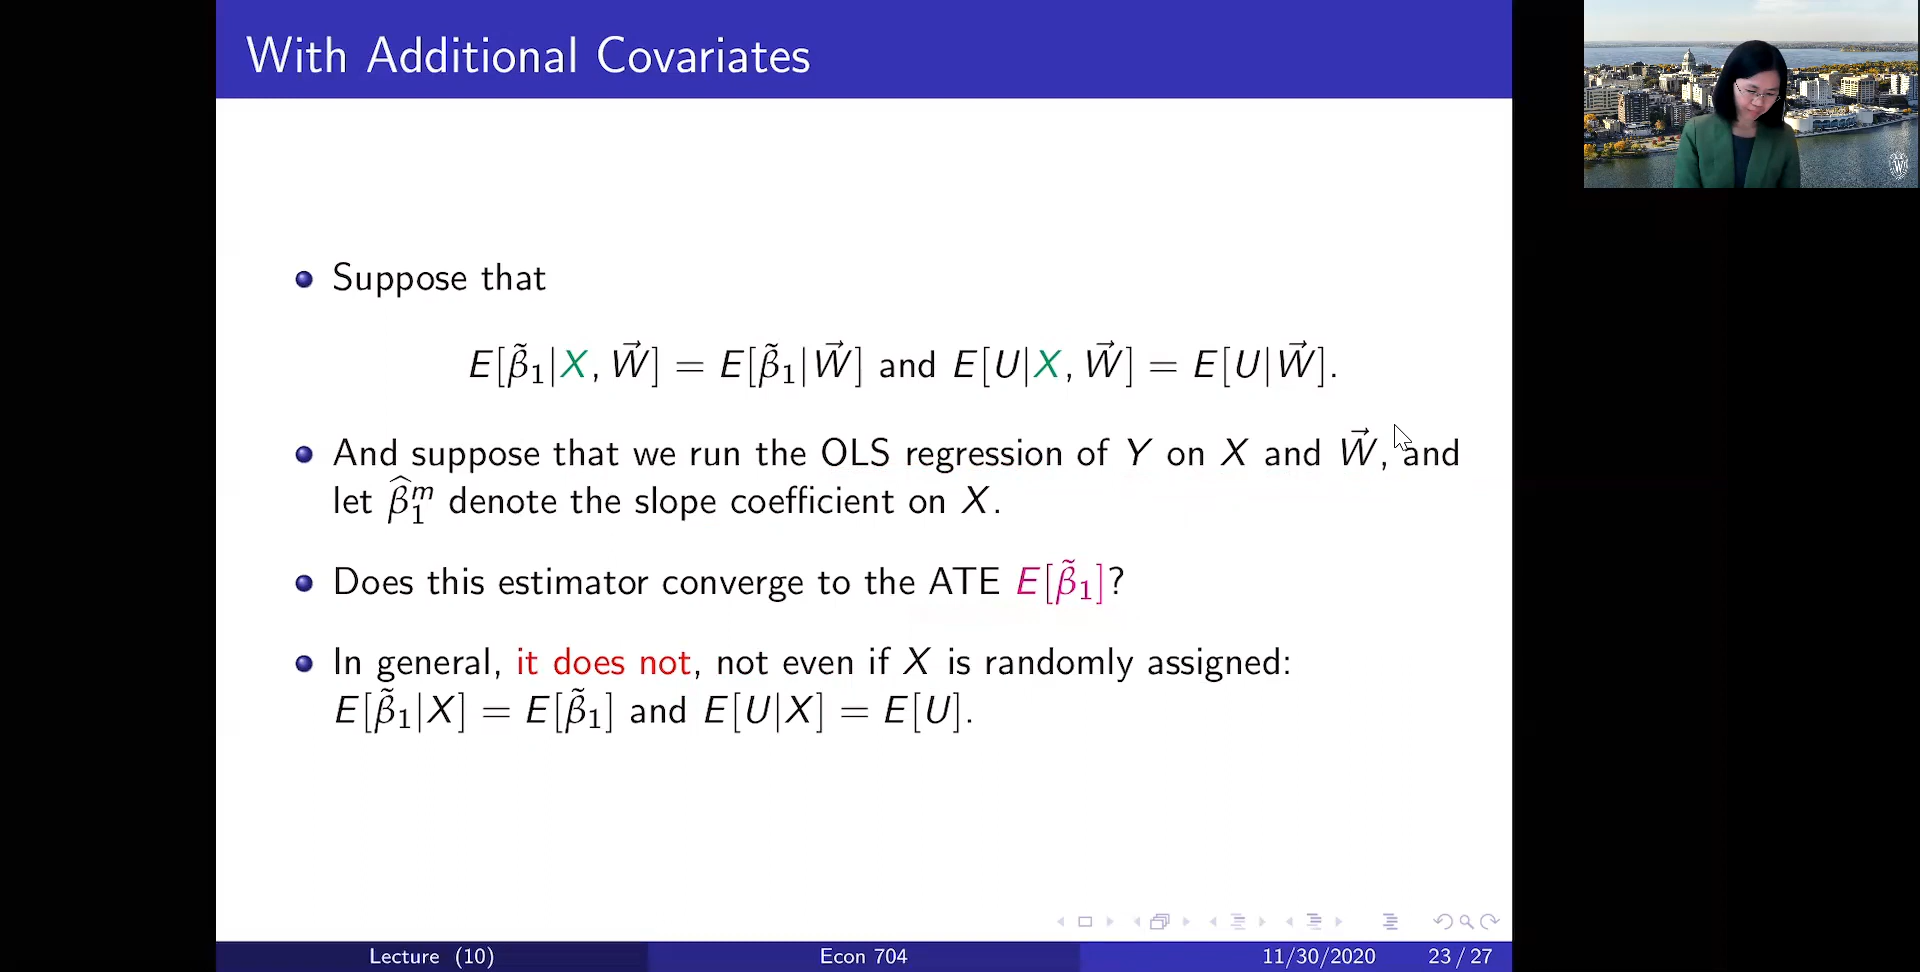 With Additional Covariates
Suppose that
E[β̃₁|X, W⃗] = E[β̃₁|W⃗] and E[U|X, W⃗] = E[U|W⃗].
And suppose that we run the OLS regression of Y on X and W⃗, and
let β̂₁ᵐ denote the slope coefficient on X.
Does this estimator converge to the ATE E[β̃₁]?
In general, it does not, not even if X is randomly assigned:
E[β̃₁|X] = E[β̃₁] and E[U|X] = E[U].
Lecture (10) Econ 704 11/30/2020 23 / 27
W